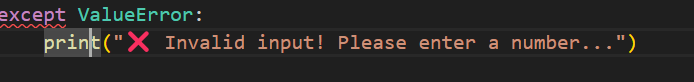 except ValueError:
    print("❌ Invalid input! Please enter a number...")